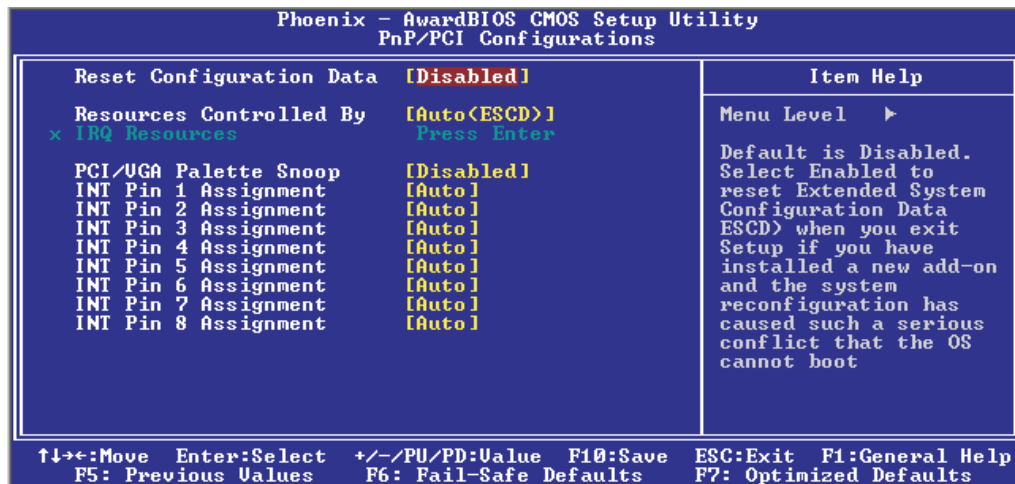 Phoenix - AwardBIOS CMOS Setup Utility
PnP/PCI Configurations
Reset Configuration Data [Disabled]
Resources Controlled By [Auto(ESCD)]
x IRQ Resources Press Enter
PCI/VGA Palette Snoop [Disabled]
INT Pin 1 Assignment [Auto]
INT Pin 2 Assignment [Auto]
INT Pin 3 Assignment [Auto]
INT Pin 4 Assignment [Auto]
INT Pin 5 Assignment [Auto]
INT Pin 6 Assignment [Auto]
INT Pin 7 Assignment [Auto]
INT Pin 8 Assignment [Auto]
Item Help
Menu Level ▶
Default is Disabled.
Select Enabled to
reset Extended System
Configuration Data
ESCD) when you exit
Setup if you have
installed a new add-on
and the system
reconfiguration has
caused such a serious
conflict that the OS
cannot boot
↑↓→←:Move Enter:Select +/-/PU/PD:Value F10:Save ESC:Exit F1:General Help
F5: Previous Values F6: Fail-Safe Defaults F7: Optimized Defaults